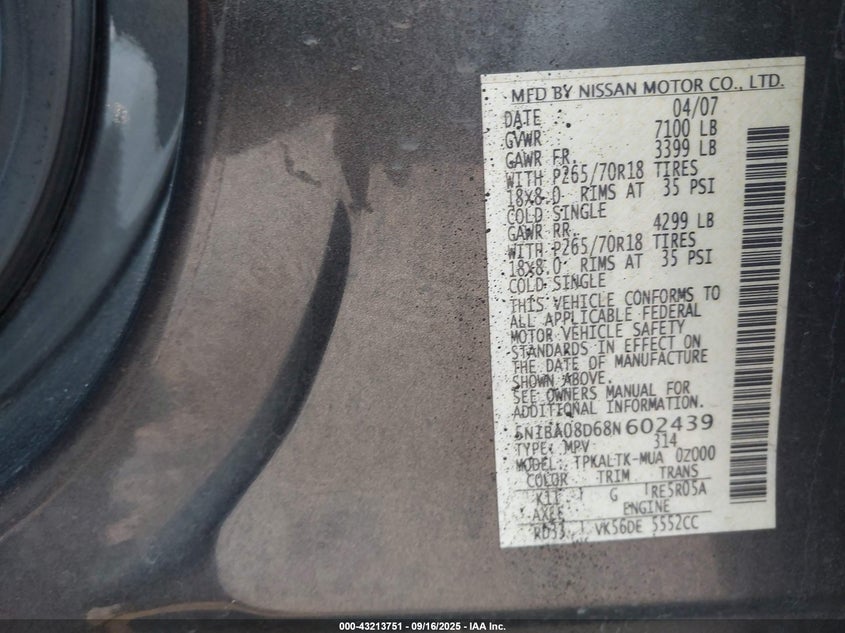 MFD BY NISSAN MOTOR CO., LTD.
DATE 04/07
GVWR 7100 LB
GAWR FR. 3399 LB
WITH P265/70R18 TIRES
18X8.0 RIMS AT 35 PSI
COLD SINGLE
GAWR RR. 4299 LB
WITH P265/70R18 TIRES
18X8.0 RIMS AT 35 PSI
COLD SINGLE
THIS VEHICLE CONFORMS TO
ALL APPLICABLE FEDERAL
MOTOR VEHICLE SAFETY
STANDARDS IN EFFECT ON
THE DATE OF MANUFACTURE
SHOWN ABOVE.
SEE OWNERS MANUAL FOR
ADDITIONAL INFORMATION.
5N1BA08D68N602439
TYPE: MPV 314
MODEL: TPKALTK-MUA 0Z000
COLOR TRIM TRANS
K11 G RE5R05A
AXLE ENGINE
VK56DE 5552CC
000-43213751 - 09/16/2025 - IAA Inc.